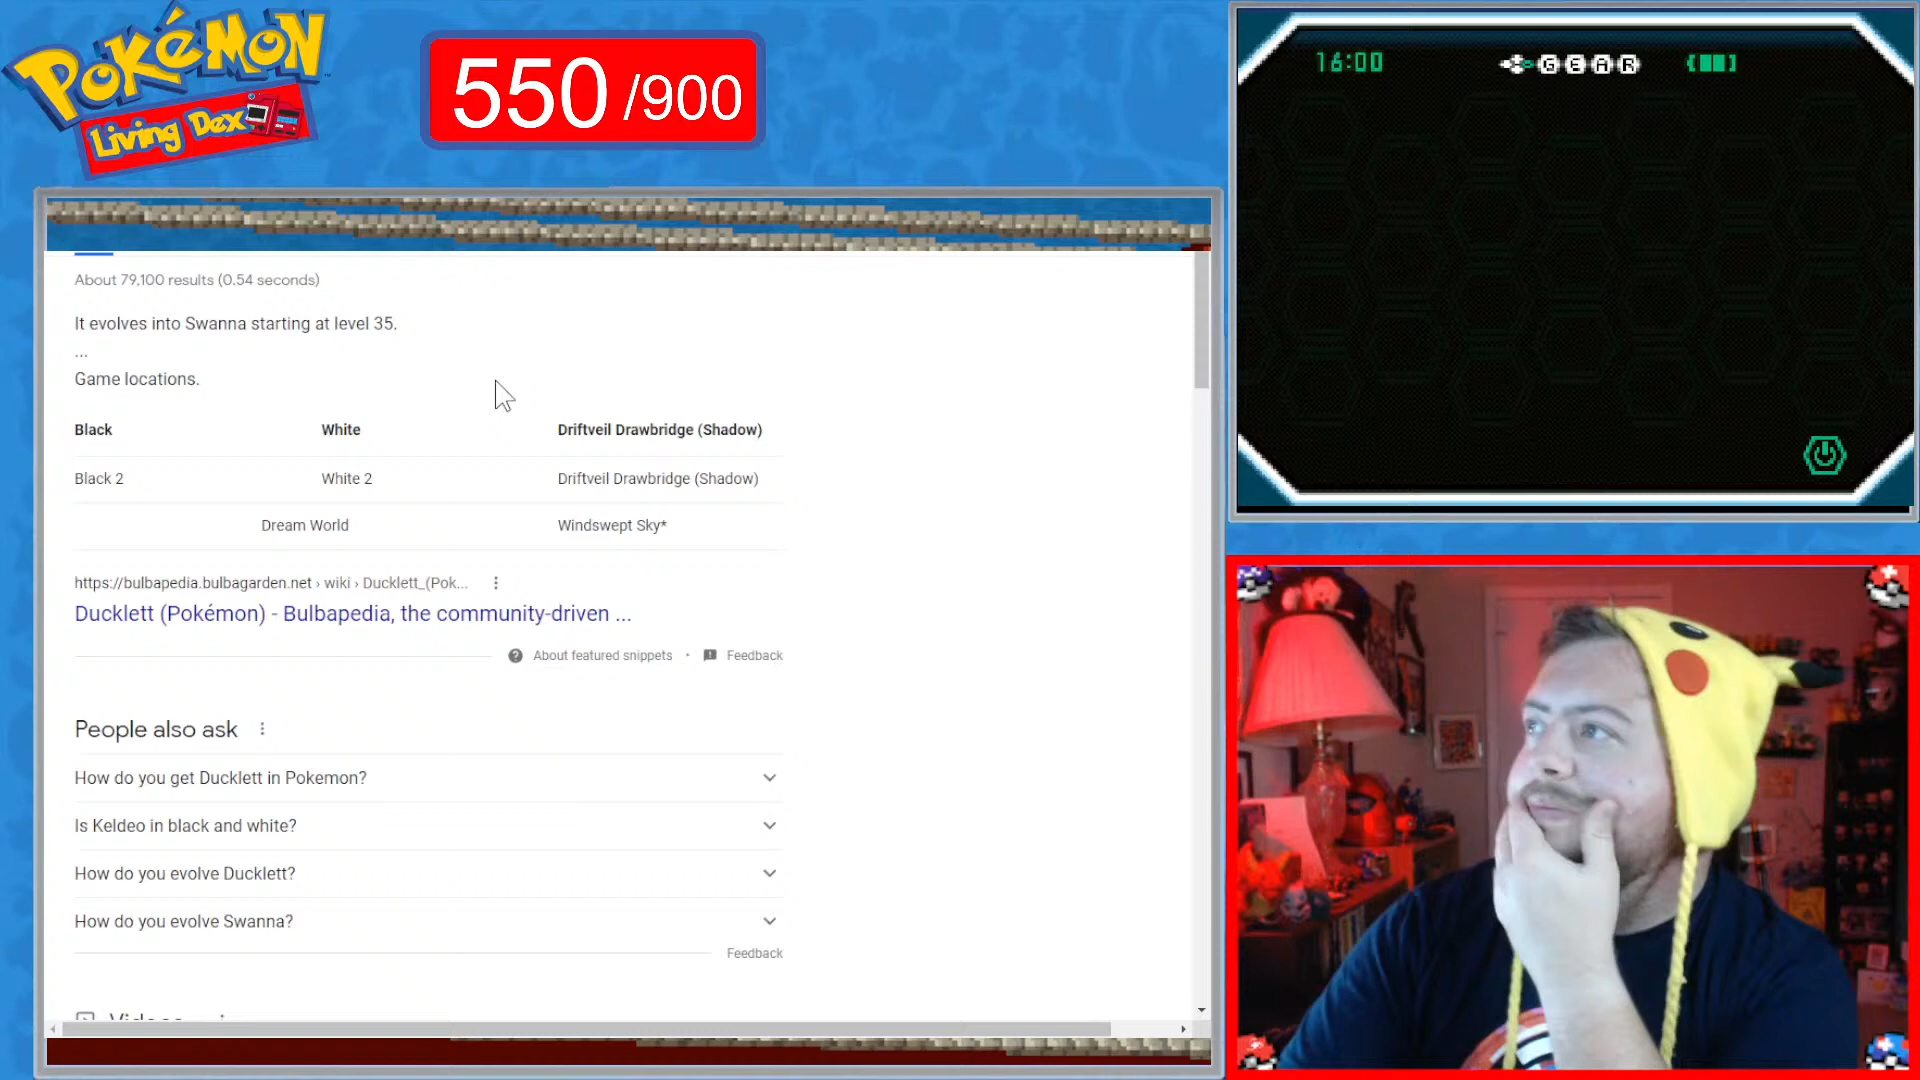 POKéMON
Living Dex
550 /900
About 79,100 results (0.54 seconds)
It evolves into Swanna starting at level 35.
...
Game locations.
Black White Driftveil Drawbridge (Shadow)
Black 2 White 2 Driftveil Drawbridge (Shadow)
Dream World Windswept Sky*
https://bulbapedia.bulbagarden.net › wiki › Ducklett_(Pok...
Ducklett (Pokémon) - Bulbapedia, the community-driven ...
About featured snippets • Feedback
People also ask
How do you get Ducklett in Pokemon?
Is Keldeo in black and white?
How do you evolve Ducklett?
How do you evolve Swanna?
Feedback
Videos
16:00
GEAR